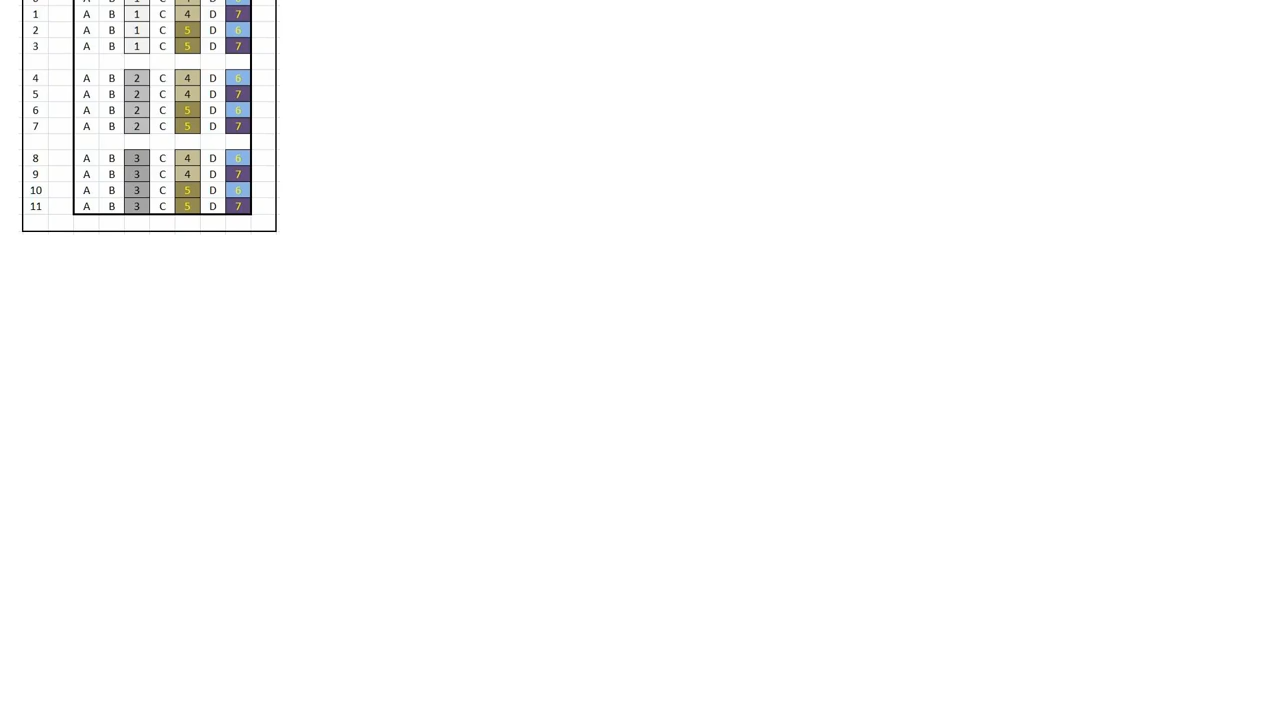 1 A B 1 C 4 D 7
2 A B 1 C 5 D 6
3 A B 1 C 5 D 7
4 A B 2 C 4 D 6
5 A B 2 C 4 D 7
6 A B 2 C 5 D 6
7 A B 2 C 5 D 7
8 A B 3 C 4 D 6
9 A B 3 C 4 D 7
10 A B 3 C 5 D 6
11 A B 3 C 5 D 7